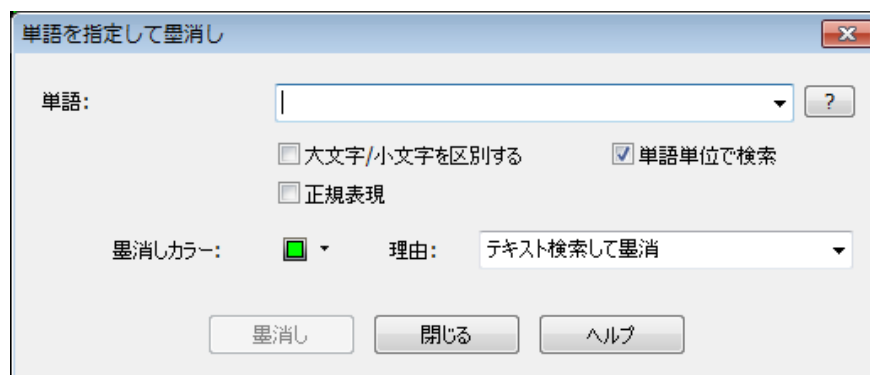 単語を指定して墨消し
単語: ?
大文字/小文字を区別する 単語単位で検索
正規表現
墨消しカラー: 理由: テキスト検索して墨消
墨消し 閉じる ヘルプ